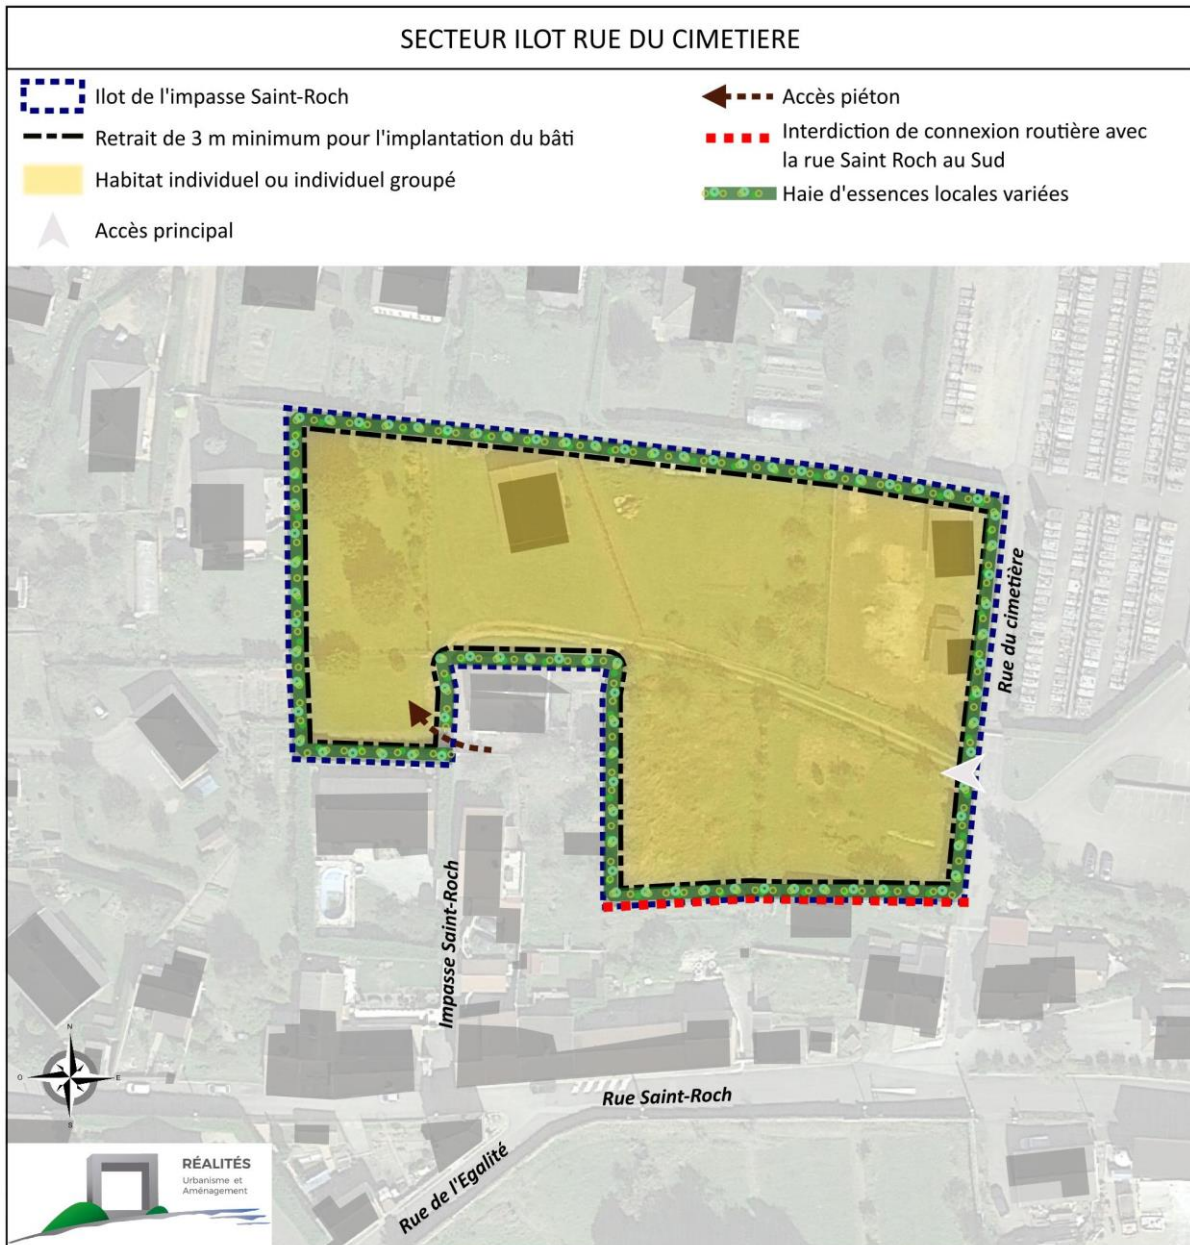 SECTEUR ILOT RUE DU CIMETIERE
Ilot de l'impasse Saint-Roch
Retrait de 3 m minimum pour l'implantation du bâti
Habitat individuel ou individuel groupé
Accès principal
Accès piéton
Interdiction de connexion routière avec
la rue Saint Roch au Sud
Haie d'essences locales variées
Rue du cimetière
Impasse Saint-Roch
Rue Saint-Roch
Rue de l'Egalité
N
O
E
S
RÉALITÉS
Urbanisme et
Aménagement